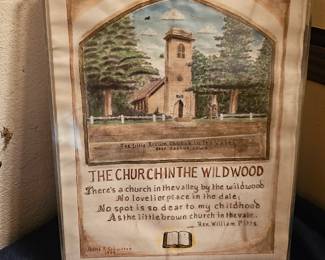 The Little Brown Church in the Vale
THE CHURCH IN THE WILDWOOD
There's a church in the valley by the wildwood
No lovelier place in the dale;
No spot is so dear to my childhood
As the little brown church in the vale.
Rev. William Pitts